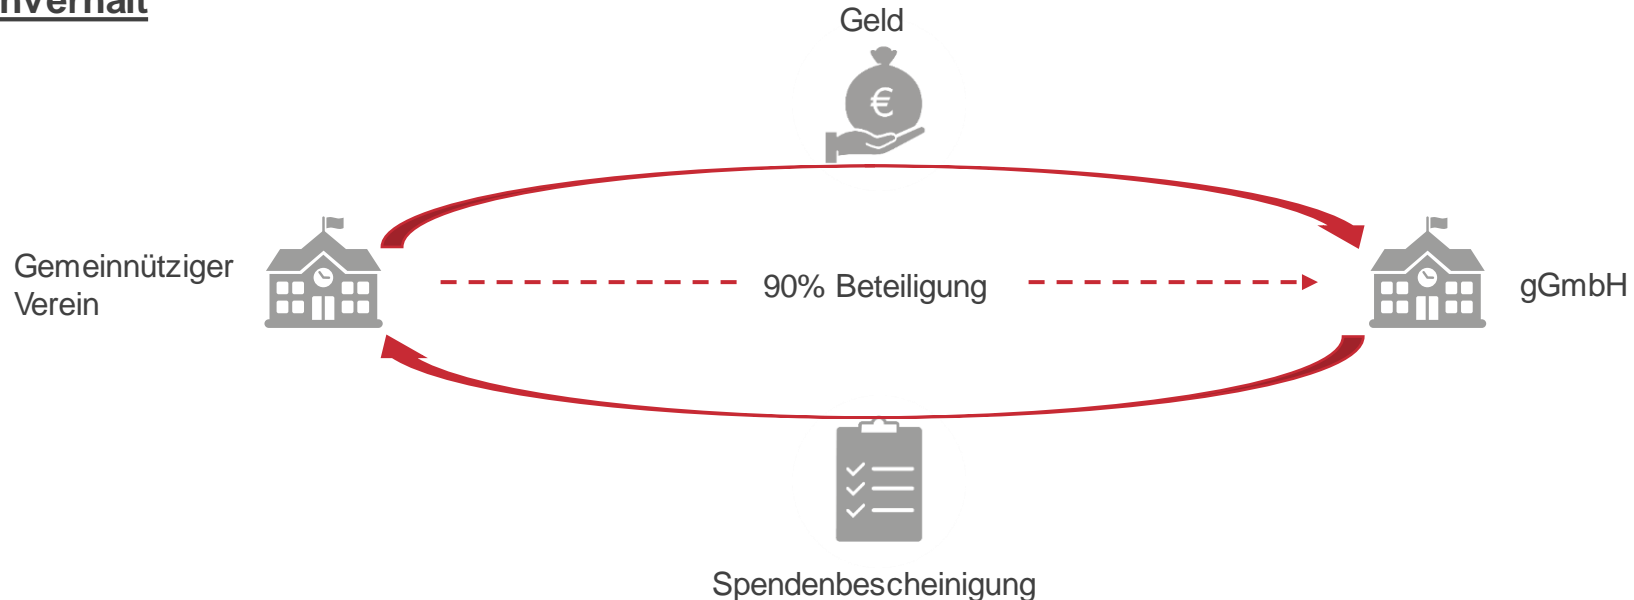 Geld
Gemeinnütziger
Verein
90% Beteiligung
gGmbH
€
Spendenbescheinigung